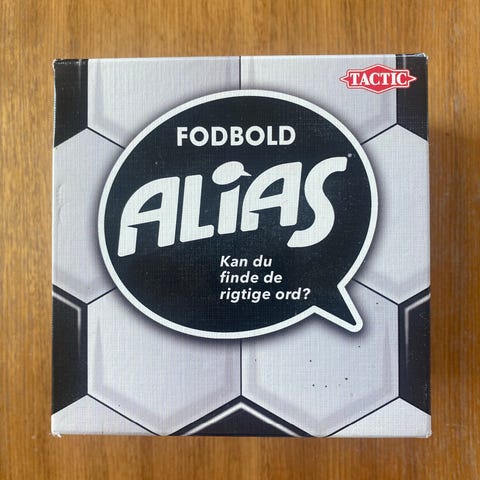 TACTIC
FODBOLD
ALiAS
Kan du
finde de
rigtige ord?